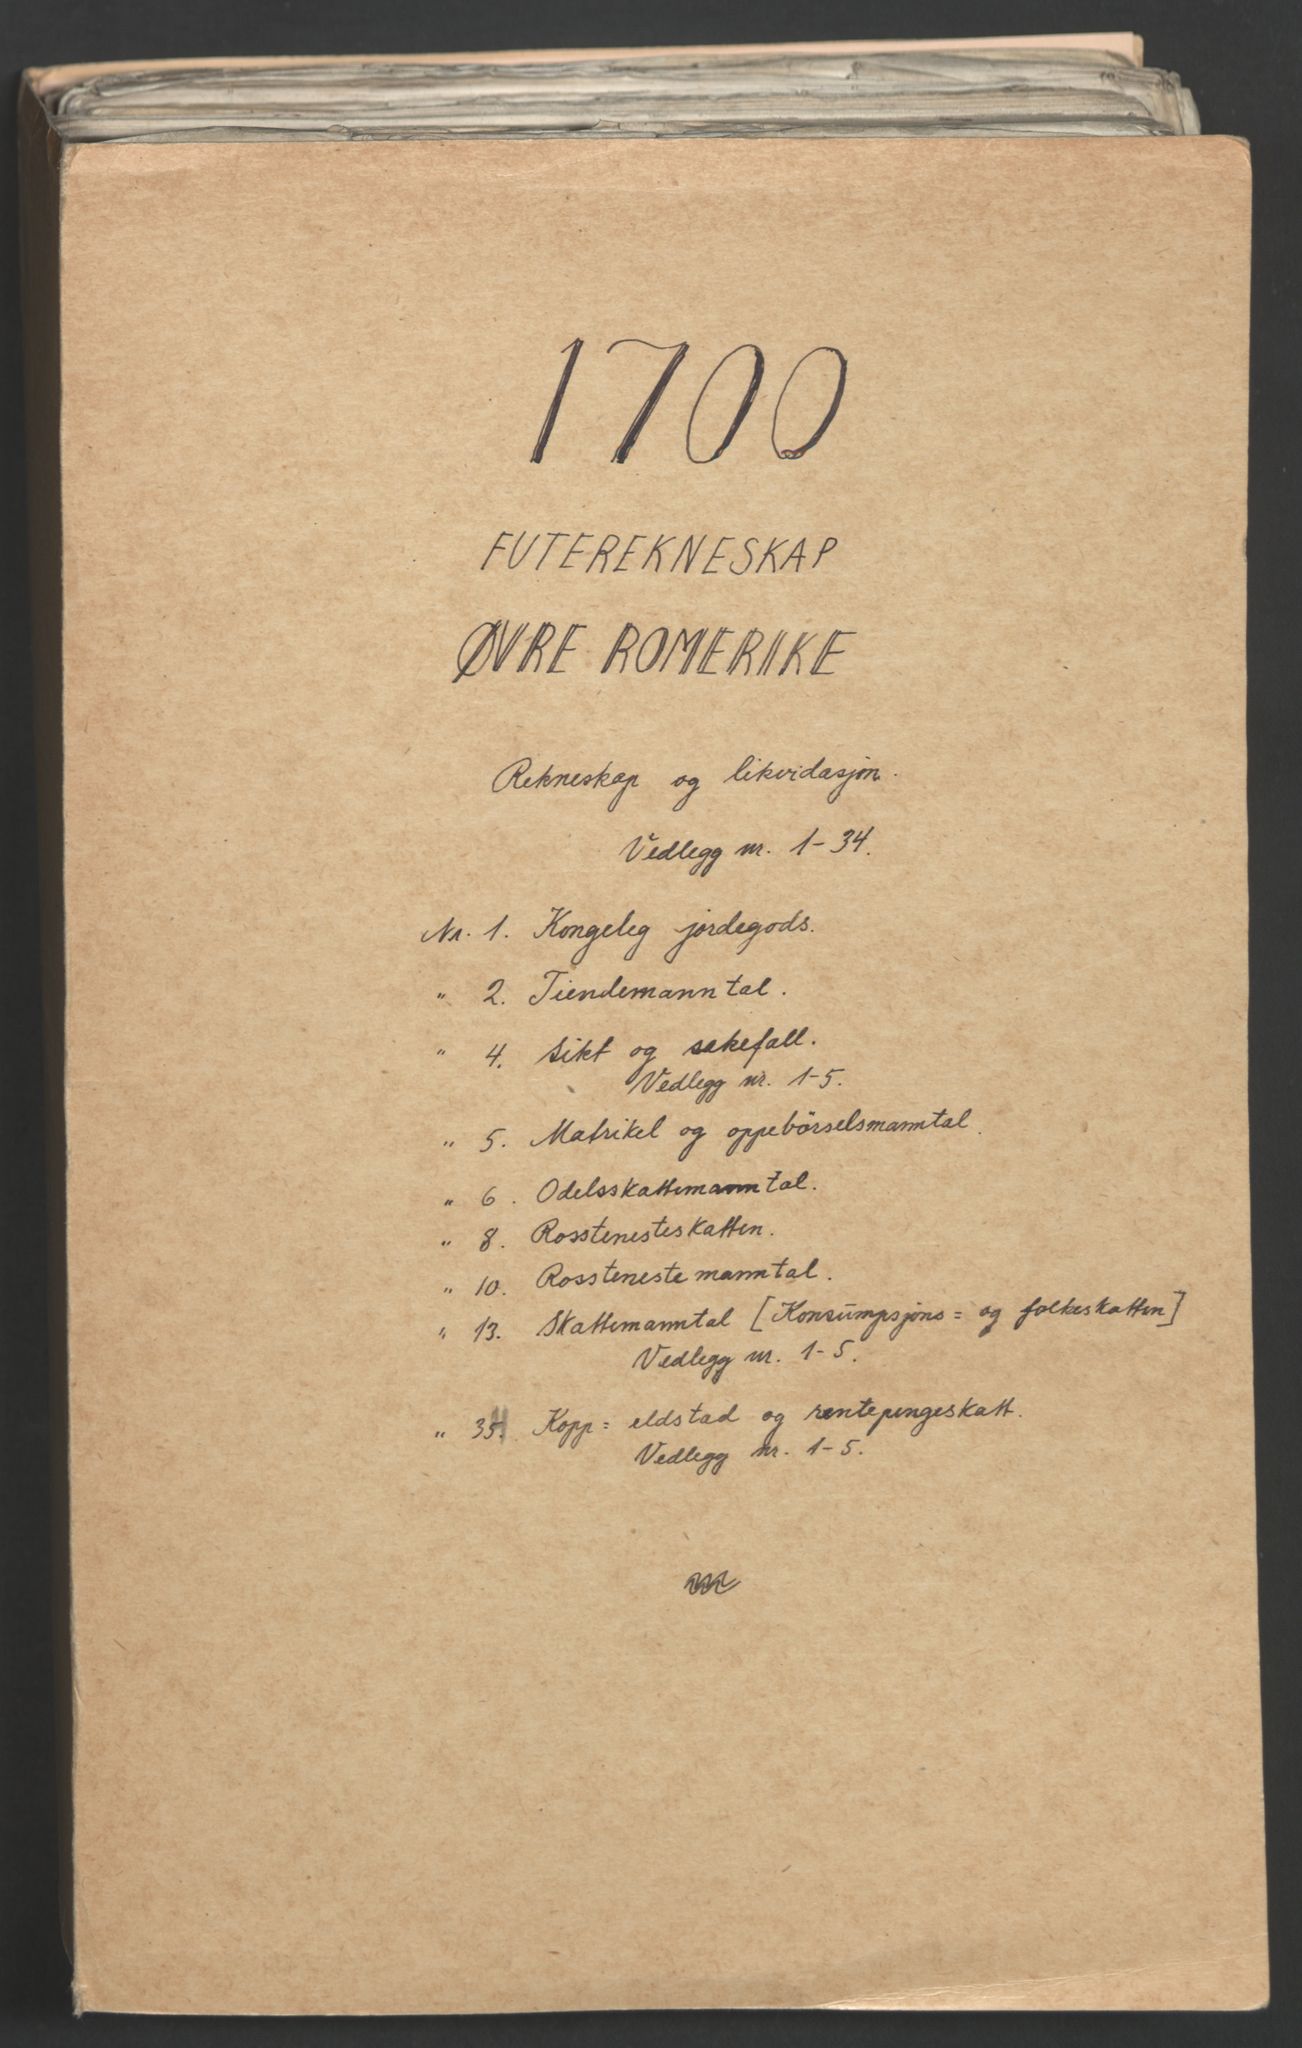 1700
FUTEREKNESKAP
ØVRE ROMERIKE
Rekneskap og likvidasjon.
Vedlegg nr. 1-34.
Nr. 1. Kongeleg jordegods.
" 2. Tiendemanntal.
" 4. Sikt og sakefall.
Vedlegg nr. 1-5.
" 5. Matrikel og oppebörselsmanntal.
" 6. Odelsskattemanntal.
" 8. Rosstenesteskatten.
" 10. Rosstenestemanntal.
" 13. Skattemanntal [Konsumpsjons= og folkeskatten]
Vedlegg nr. 1-5.
" Kopp= eldstad og rentepengeskatt.
Vedlegg nr. 1-5.